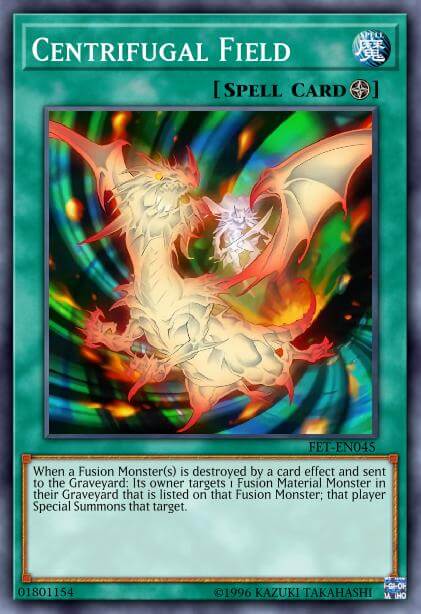 CENTRIFUGAL FIELD
SPELL
魔
[SPELL CARD]
FET-EN045
When a Fusion Monster(s) is destroyed by a card effect and sent
to the Graveyard: Its owner targets 1 Fusion Material Monster in
their Graveyard that is listed on that Fusion Monster; that player
Special Summons that target.
01801154
©1996 KAZUKI TAKAHASHI